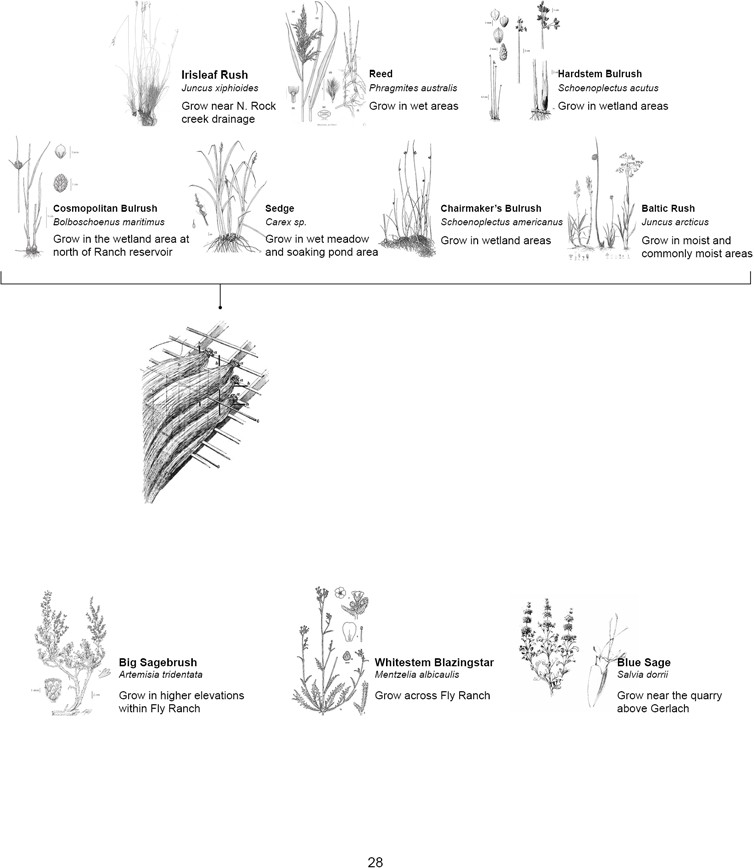 Irisleaf Rush
Juncus xiphioides
Grow near N. Rock
creek drainage
Reed
Phragmites australis
Grow in wet areas
Hardstem Bulrush
Schoenoplectus acutus
Grow in wetland areas
Cosmopolitan Bulrush
Bolboschoenus maritimus
Grow in the wetland area at
north of Ranch reservoir
Sedge
Carex sp.
Grow in wet meadow
and soaking pond area
Chairmaker's Bulrush
Schoenoplectus americanus
Grow in wetland areas
Baltic Rush
Juncus arcticus
Grow in moist and
commonly moist areas
Big Sagebrush
Artemisia tridentata
Grow in higher elevations
within Fly Ranch
Whitestem Blazingstar
Mentzelia albicaulis
Grow across Fly Ranch
Blue Sage
Salvia dorrii
Grow near the quarry
above Gerlach
28